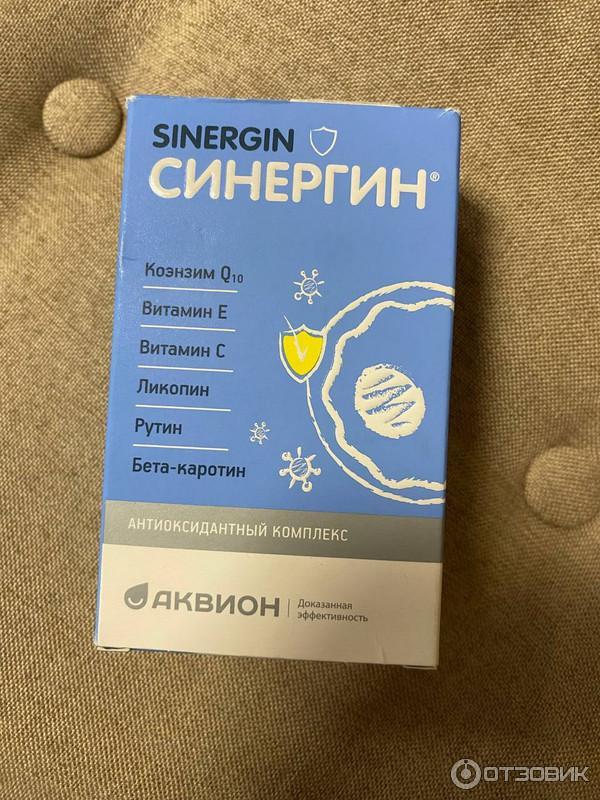 SINERGIN
СИНЕРГИН®
Коэнзим Q10
Витамин Е
Витамин С
Ликопин
Рутин
Бета-каротин
АНТИОКСИДАНТНЫЙ КОМПЛЕКС
АКВИОН
Доказанная
эффективность
ОТЗОВИК